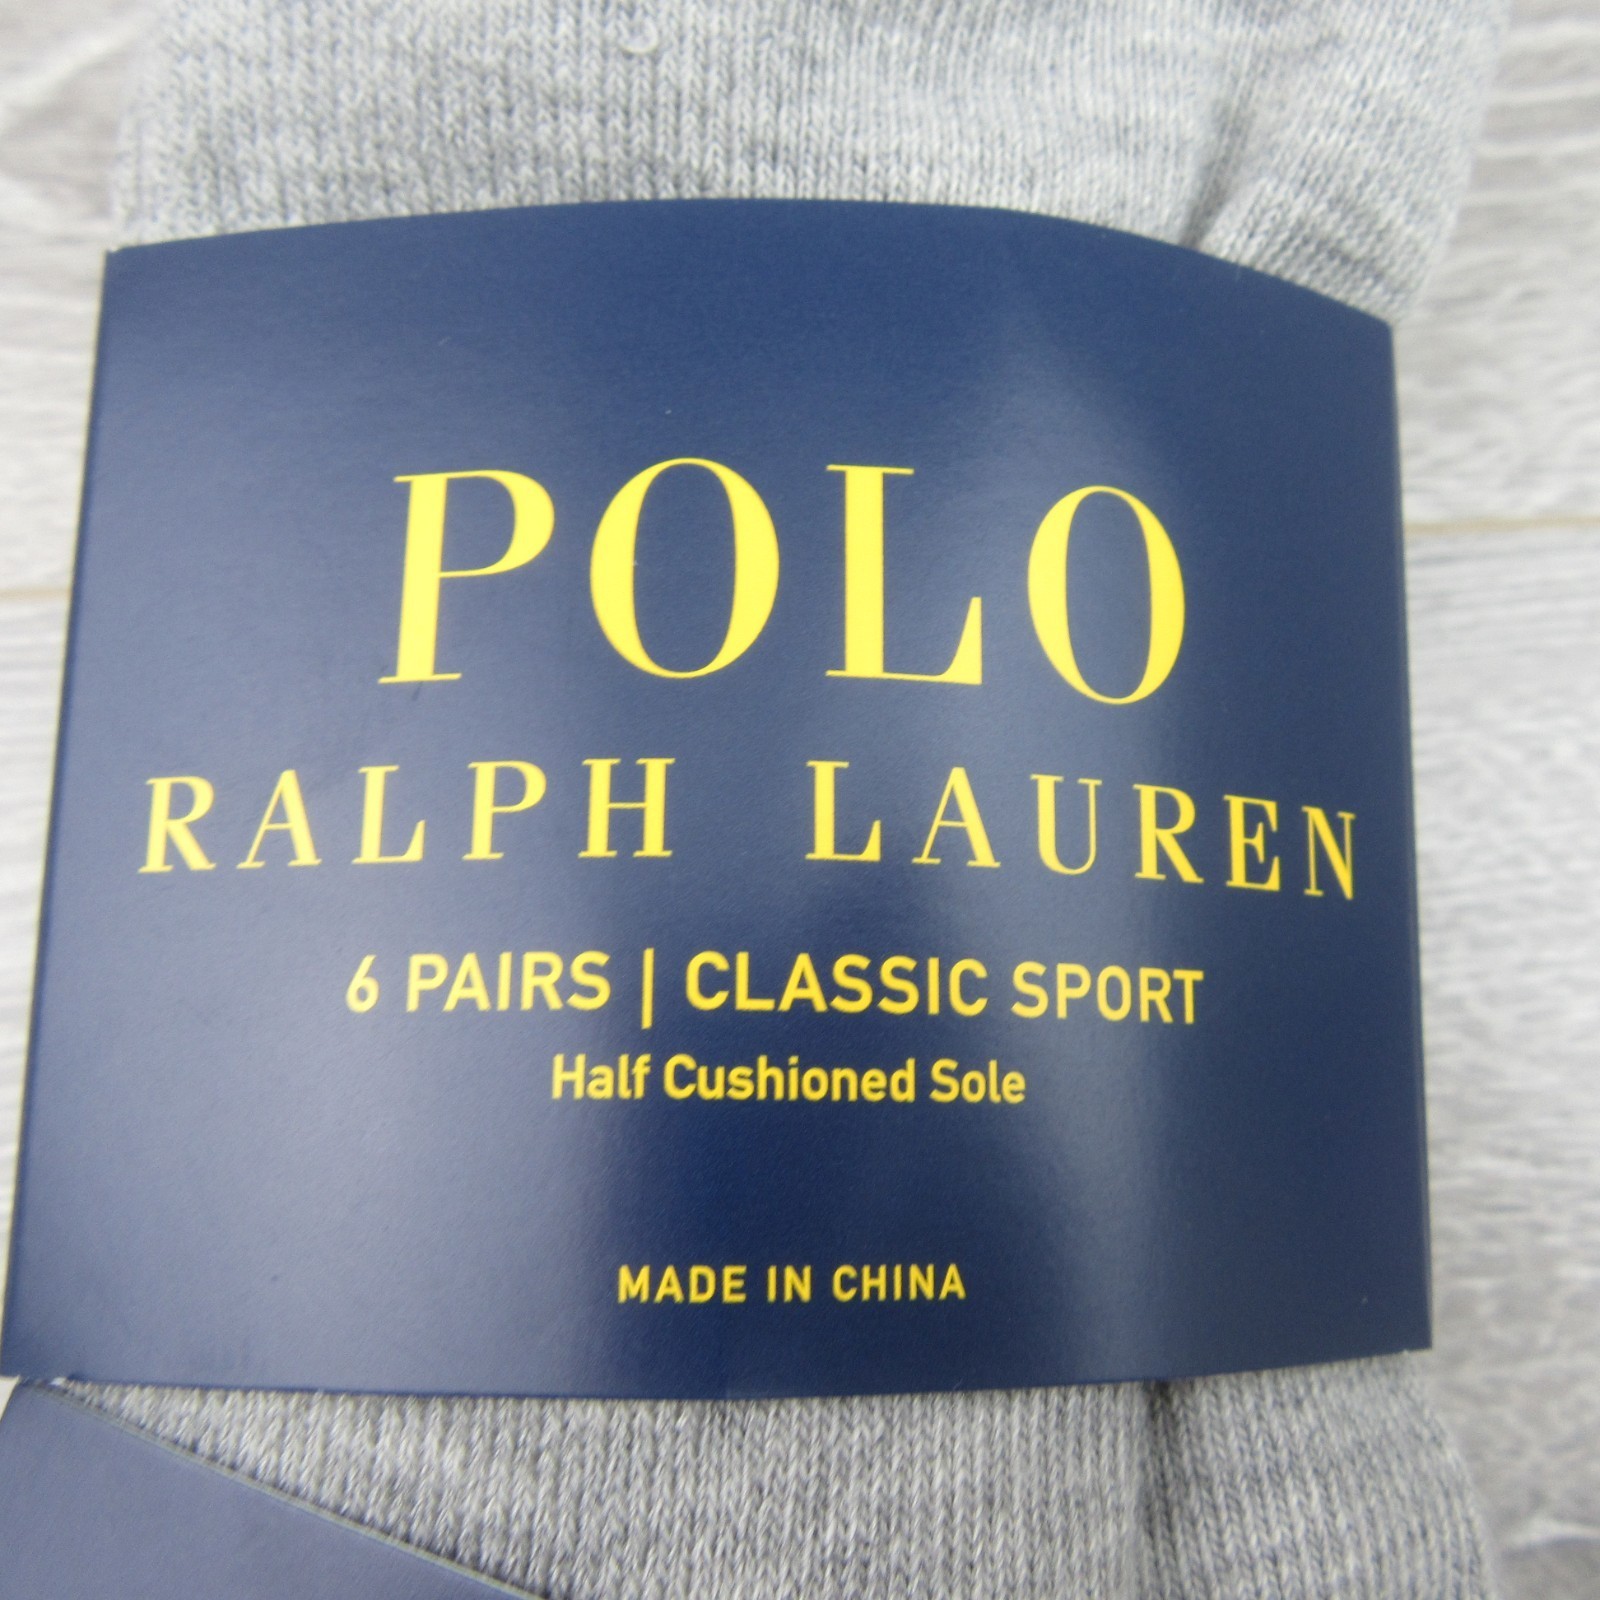 POLO
RALPH LAUREN
6 PAIRS | CLASSIC SPORT
Half Cushioned Sole
MADE IN CHINA